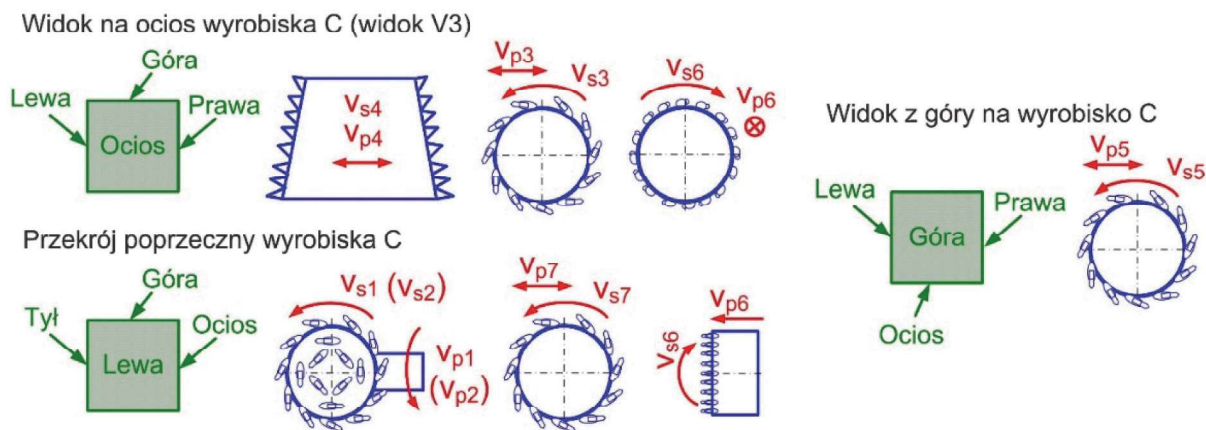 Widok na ocios wyrobiska C (widok V3)
Góra
Lewa
Prawa
Ocios
vs4
vp4
vp3
vs3
vs6
vp6
Widok z góry na wyrobisko C
Lewa
Prawa
Góra
Ocios
vp5
vs5
Przekrój poprzeczny wyrobiska C
Góra
Tył
Ocios
Lewa
vs1 (vs2)
vp1
(vp2)
vp7
vs7
vp6
vs6